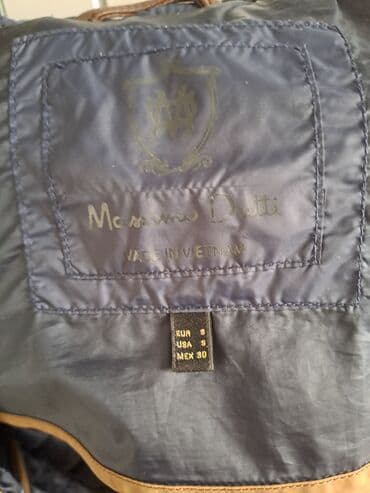 Massimo Dutti
MADE IN VIETNAM
EUR S
USA S
MEX 30